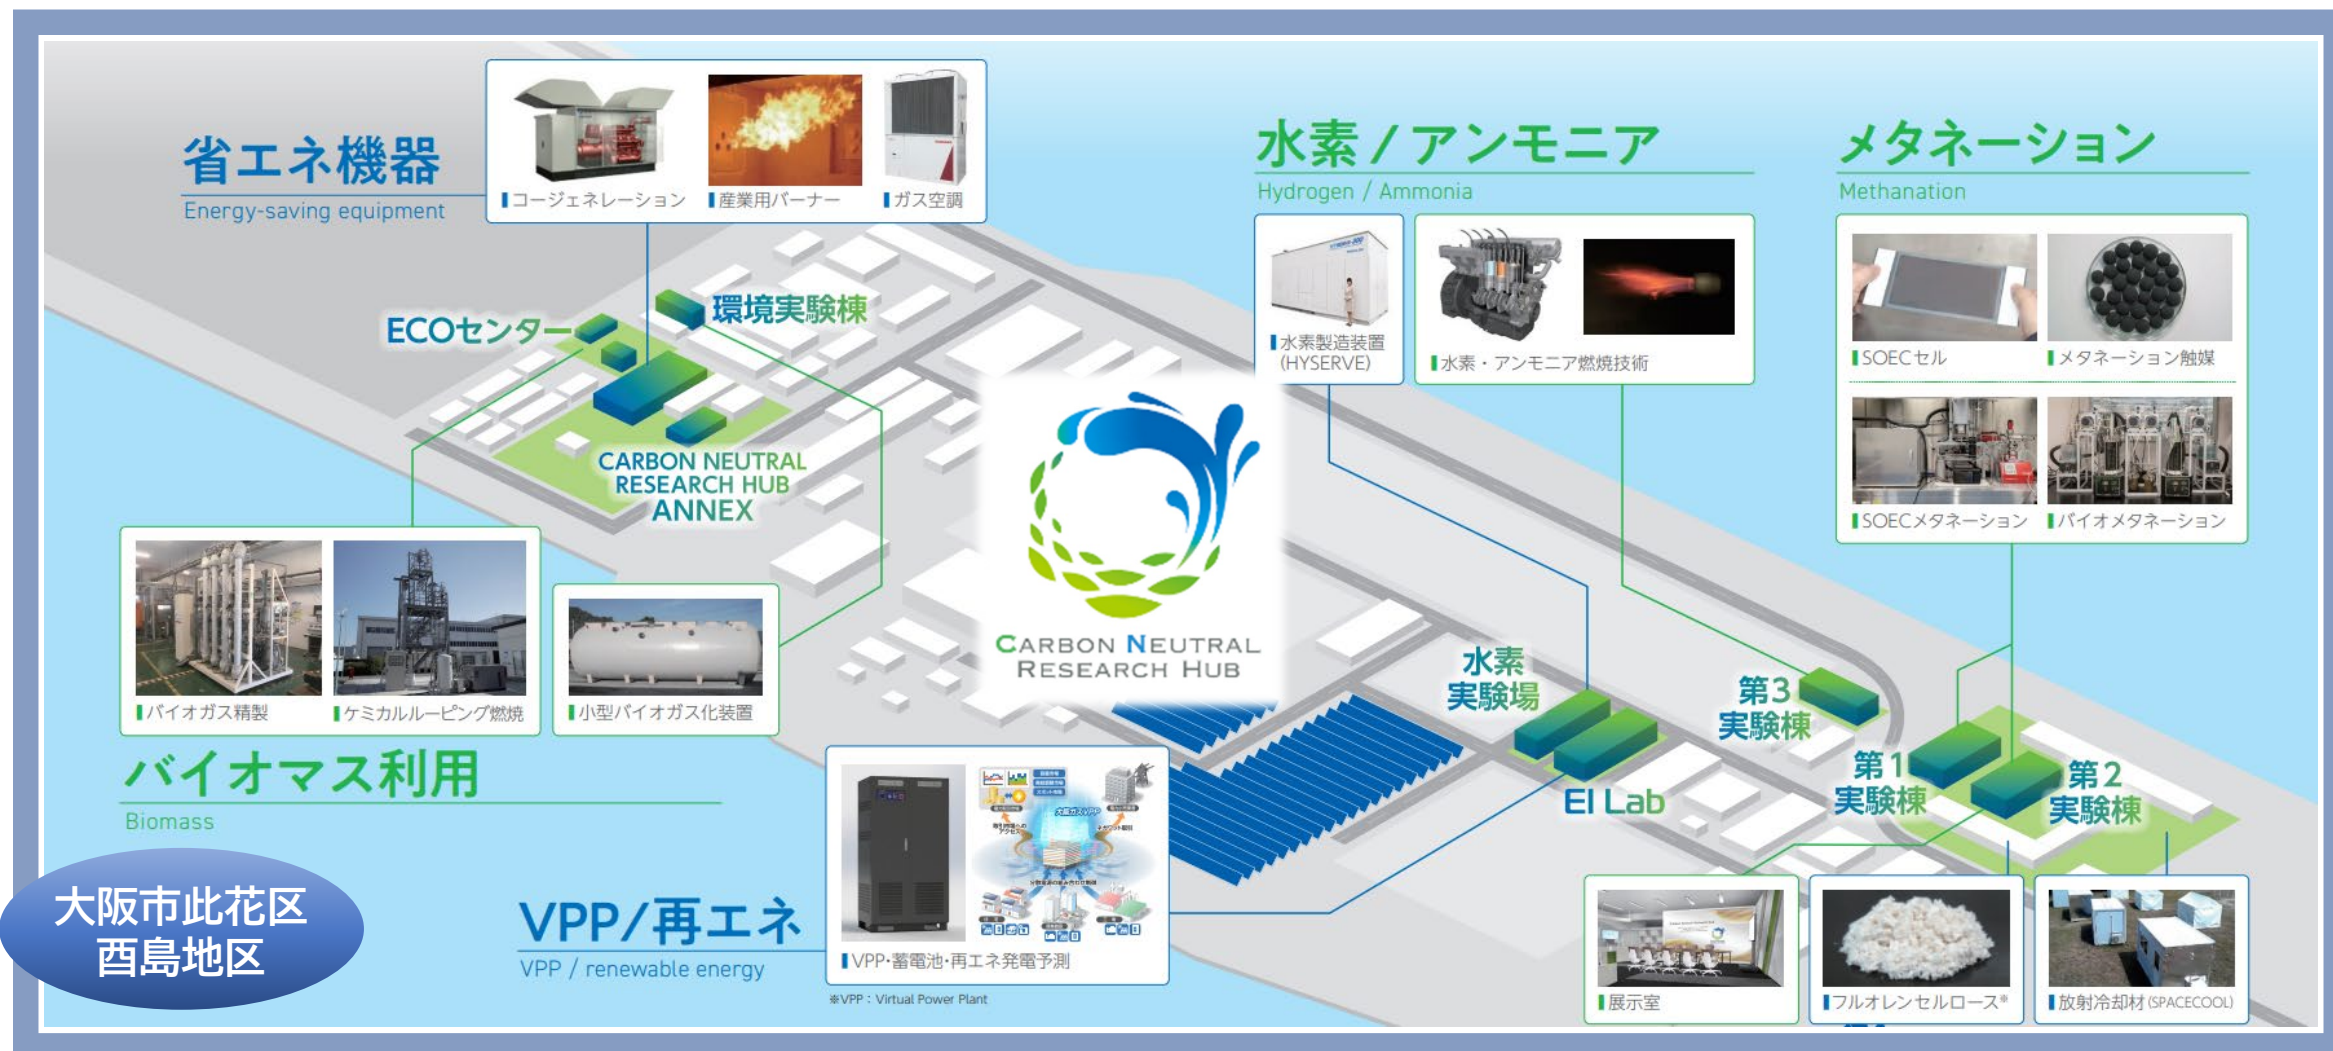 省エネ機器
Energy-saving equipment
コージェネレーション
産業用バーナー
ガス空調
水素 / アンモニア
Hydrogen / Ammonia
水素製造装置
(HYSERVE)
水素・アンモニア燃焼技術
メタネーション
Methanation
SOECセル
メタネーション触媒
SOECメタネーション
バイオメタネーション
ECOセンター
環境実験棟
CARBON NEUTRAL
RESEARCH HUB
ANNEX
CARBON NEUTRAL
RESEARCH HUB
バイオガス精製
ケミカルルーピング燃焼
小型バイオガス化装置
バイオマス利用
Biomass
水素
実験場
EI Lab
第3
実験棟
第1
実験棟
第2
実験棟
大阪市此花区
酉島地区
VPP/再エネ
VPP / renewable energy
大阪ガスVPP
VPP・蓄電池・再エネ発電予測
※VPP：Virtual Power Plant
展示室
フルオレンセルロース※
放射冷却材(SPACECOOL)